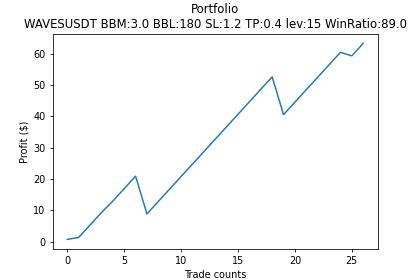 Portfolio
WAVESUSDT BBM:3.0 BBL:180 SL:1.2 TP:0.4 lev:15 WinRatio:89.0
60
50
40
30
20
10
0
Profit ($)
0 5 10 15 20 25
Trade counts